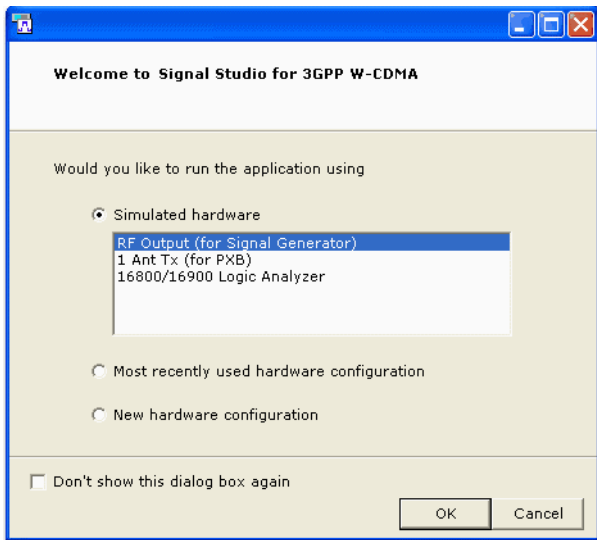 Welcome to Signal Studio for 3GPP W-CDMA
Would you like to run the application using
Simulated hardware
RF Output (for Signal Generator)
1 Ant Tx (for PXB)
16800/16900 Logic Analyzer
Most recently used hardware configuration
New hardware configuration
Don't show this dialog box again
OK
Cancel